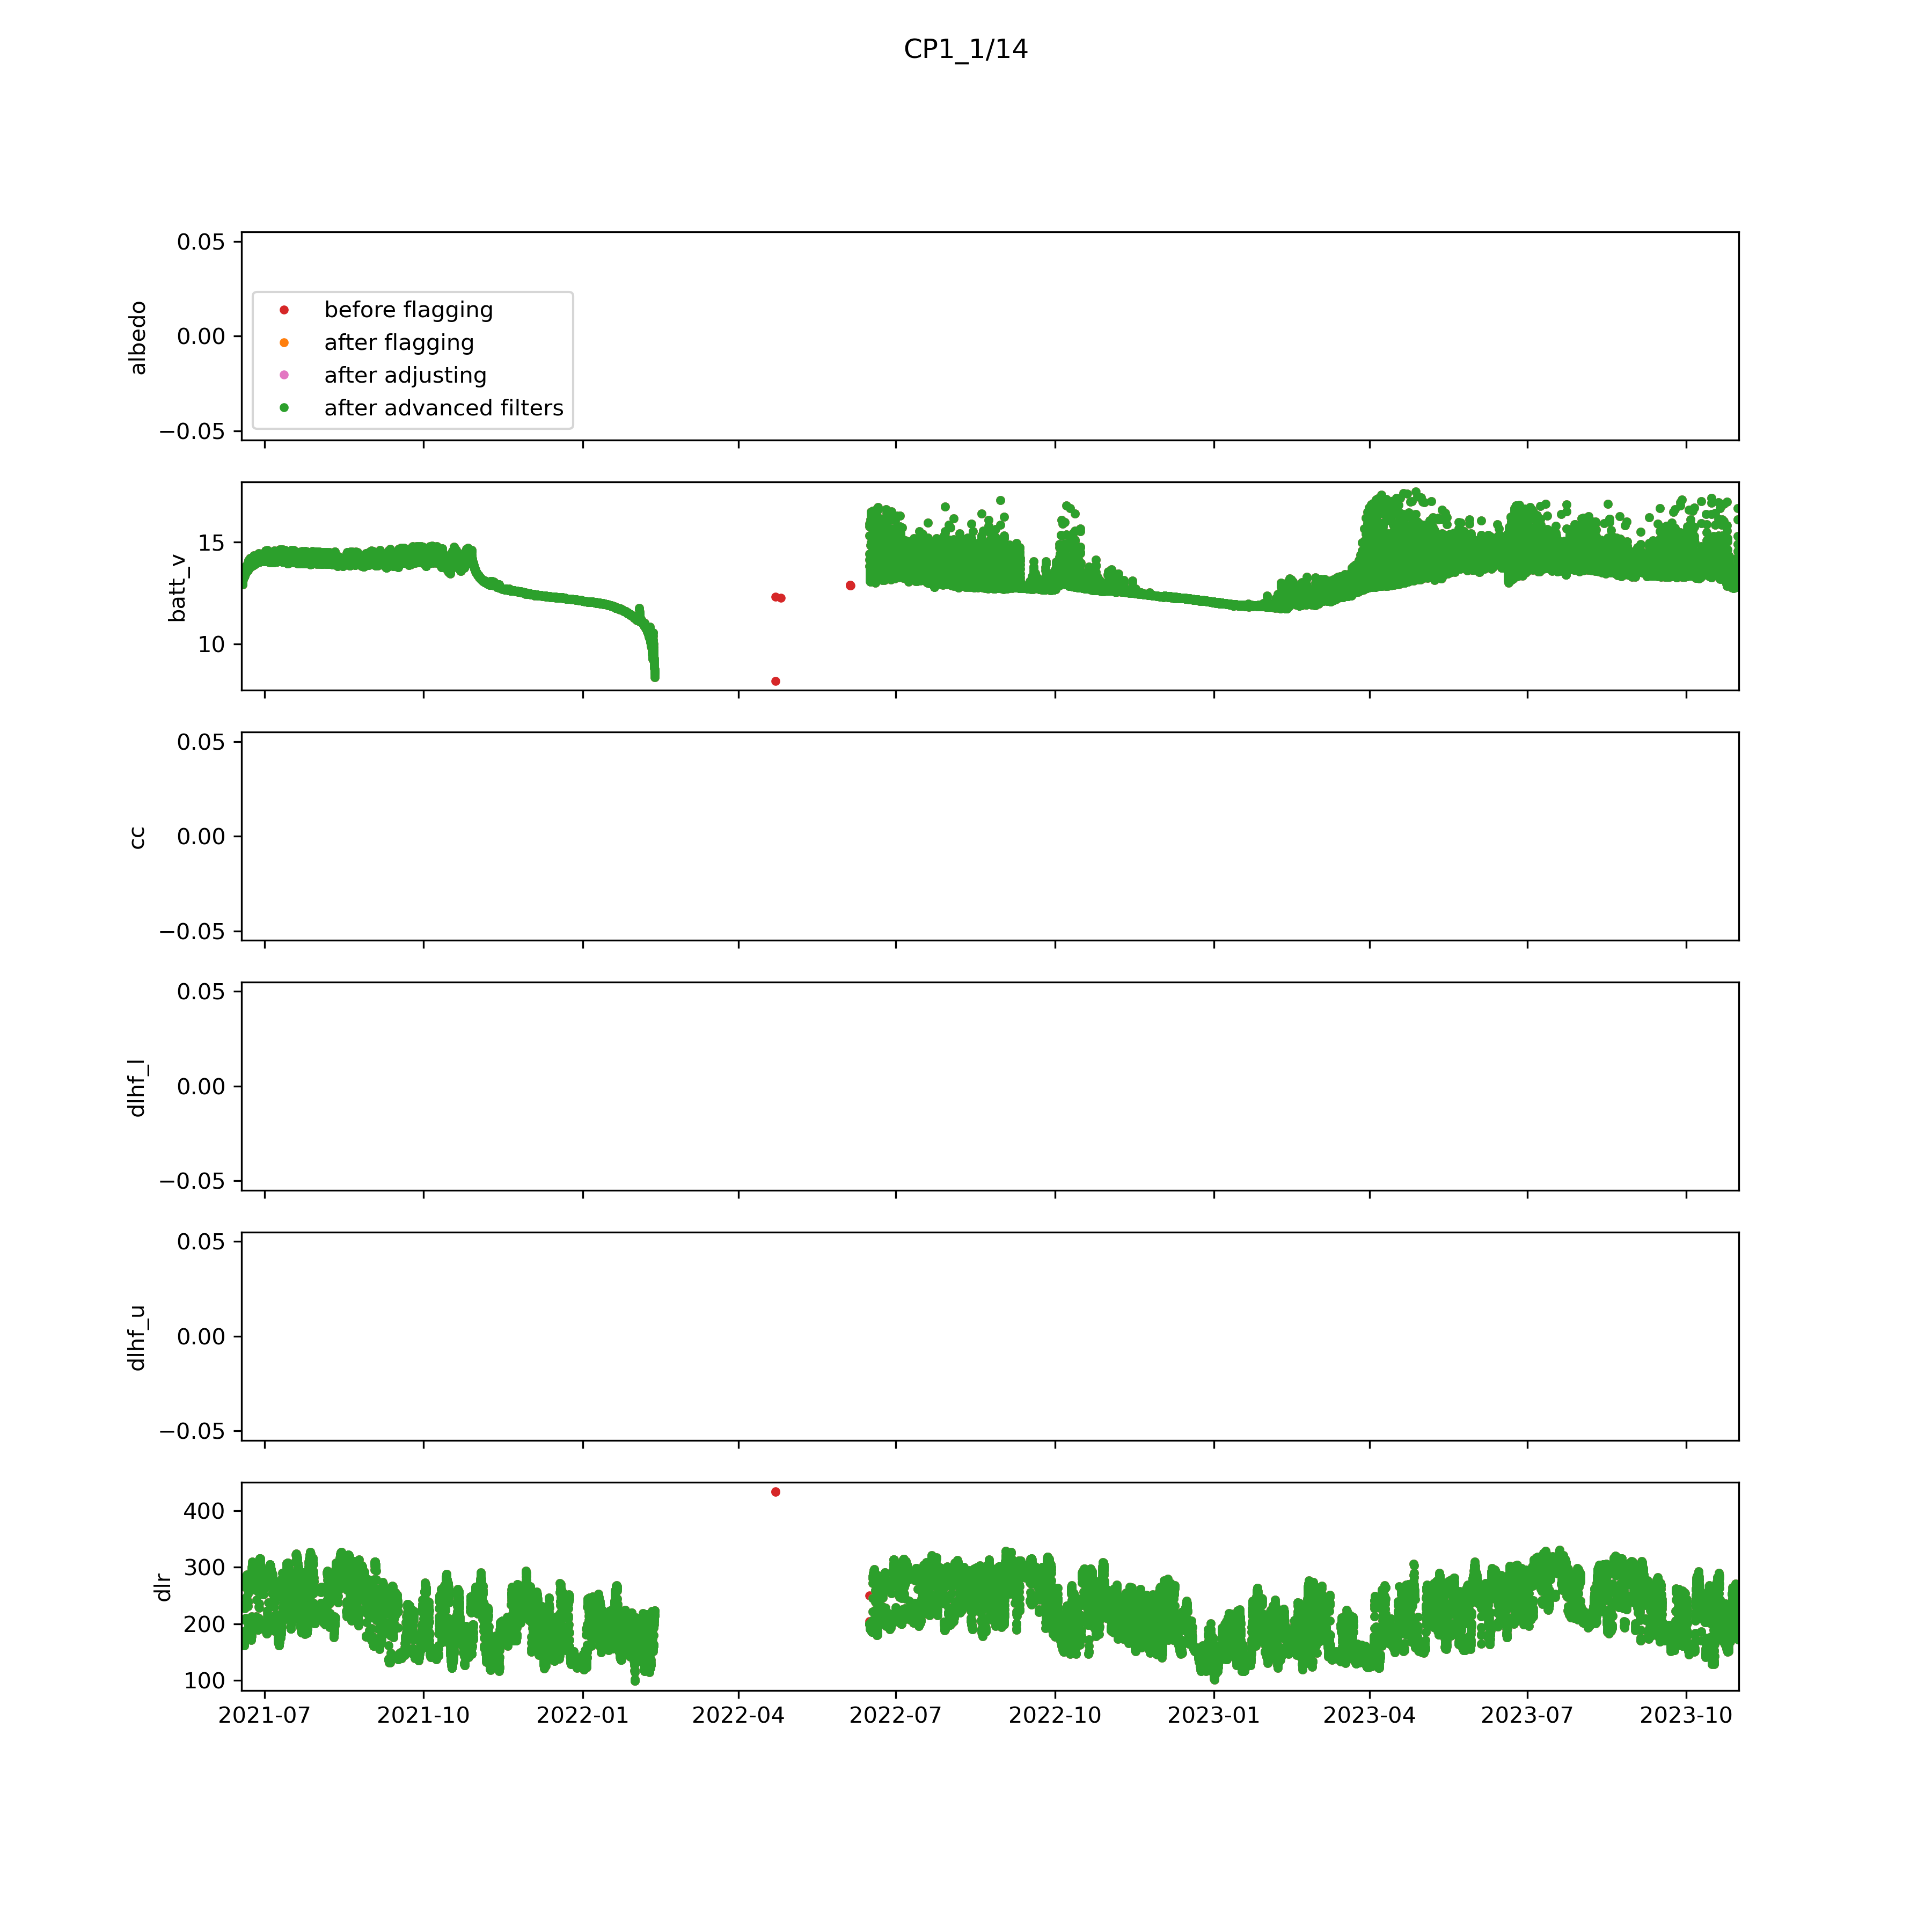 CP1_1/14
albedo
0.05
0.00
−0.05
before flagging
after flagging
after adjusting
after advanced filters
batt_v
15
10
cc
0.05
0.00
−0.05
dlhf_l
0.05
0.00
−0.05
dlhf_u
0.05
0.00
−0.05
dlr
400
300
200
100
2021-07 2021-10 2022-01 2022-04 2022-07 2022-10 2023-01 2023-04 2023-07 2023-10